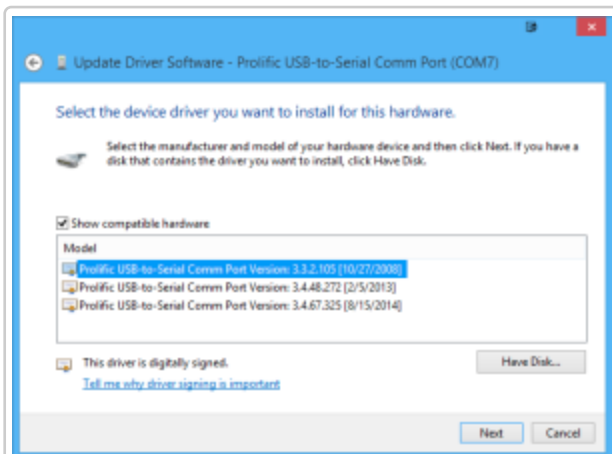 Update Driver Software - Prolific USB-to-Serial Comm Port (COM7)
Select the device driver you want to install for this hardware.
Select the manufacturer and model of your hardware device and then click Next. If you have a
disk that contains the driver you want to install, click Have Disk.
Show compatible hardware
Model
Prolific USB-to-Serial Comm Port Version: 3.3.2.105 [10/27/2008]
Prolific USB-to-Serial Comm Port Version: 3.4.48.272 [2/5/2013]
Prolific USB-to-Serial Comm Port Version: 3.4.67.325 [8/15/2014]
This driver is digitally signed.
Have Disk...
Tell me why driver signing is important
Next
Cancel